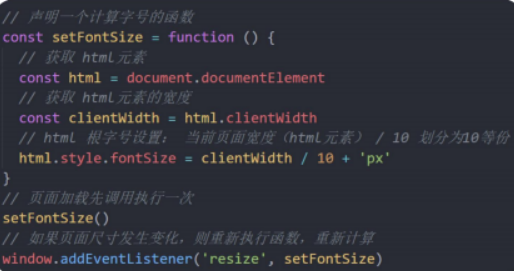 // 声明一个计算字号的函数
const setFontSize = function () {
// 获取 html元素
const html = document.documentElement
// 获取 html元素的宽度
const clientWidth = html.clientWidth
// html 根字号设置： 当前页面宽度（html元素）/ 10 划分为10等份
html.style.fontSize = clientWidth / 10 + 'px'
}
// 页面加载先调用执行一次
setFontSize()
// 如果页面尺寸发生变化，则重新执行函数，重新计算
window.addEventListener('resize', setFontSize)